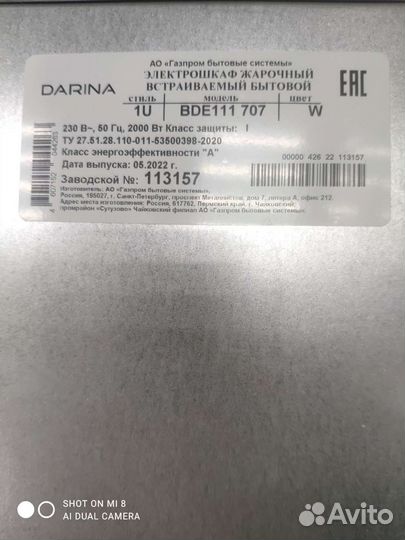 АО «Газпром бытовые системы»
DARINA
ЭЛЕКТРОШКАФ ЖАРОЧНЫЙ
ВСТРАИВАЕМЫЙ БЫТОВОЙ
EAC
стиль модель цвет
1U BDE111 707 W
230 В~, 50 Гц, 2000 Вт Класс защиты: I
ТУ 27.51.28.110-011-53500398-2020
Класс энергоэффективности "А"
Дата выпуска: 05.2022 г.
00000 426 22 113157
Заводской №: 113157
Изготовитель: АО «Газпром бытовые системы»,
Россия, 195027, г. Санкт-Петербург, проспект Металлистов, дом 7, литера А, офис 212.
Адрес места изготовления: Россия, 617762, Пермский край, г. Чайковский,
промрайон «Сутузово» Чайковский филиал АО «Газпром бытовые системы».
SHOT ON MI 8
AI DUAL CAMERA
Avito